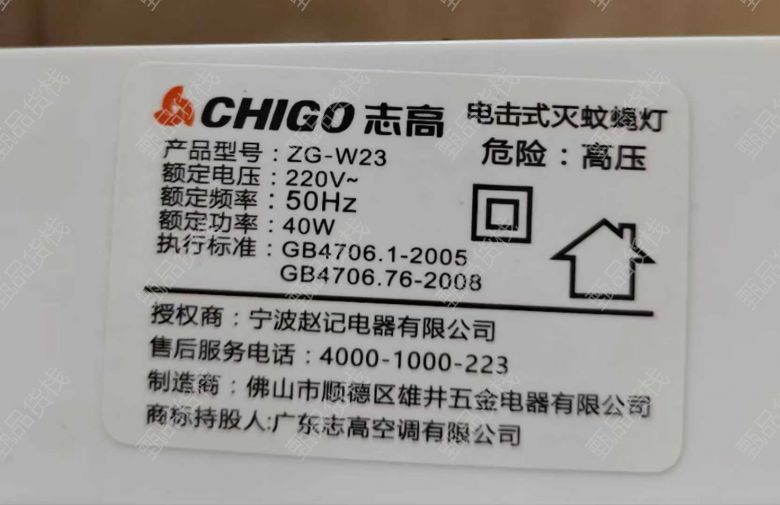 CHIGO 志高 电击式灭蚊蝇灯
产品型号：ZG-W23 危险：高压
额定电压：220V~
额定频率：50Hz
额定功率：40W
执行标准：GB4706.1-2005
GB4706.76-2008
授权商：宁波赵记电器有限公司
售后服务电话：4000-1000-223
制造商：佛山市顺德区雄井五金电器有限公司
商标持股人:广东志高空调有限公司
甄品货栈